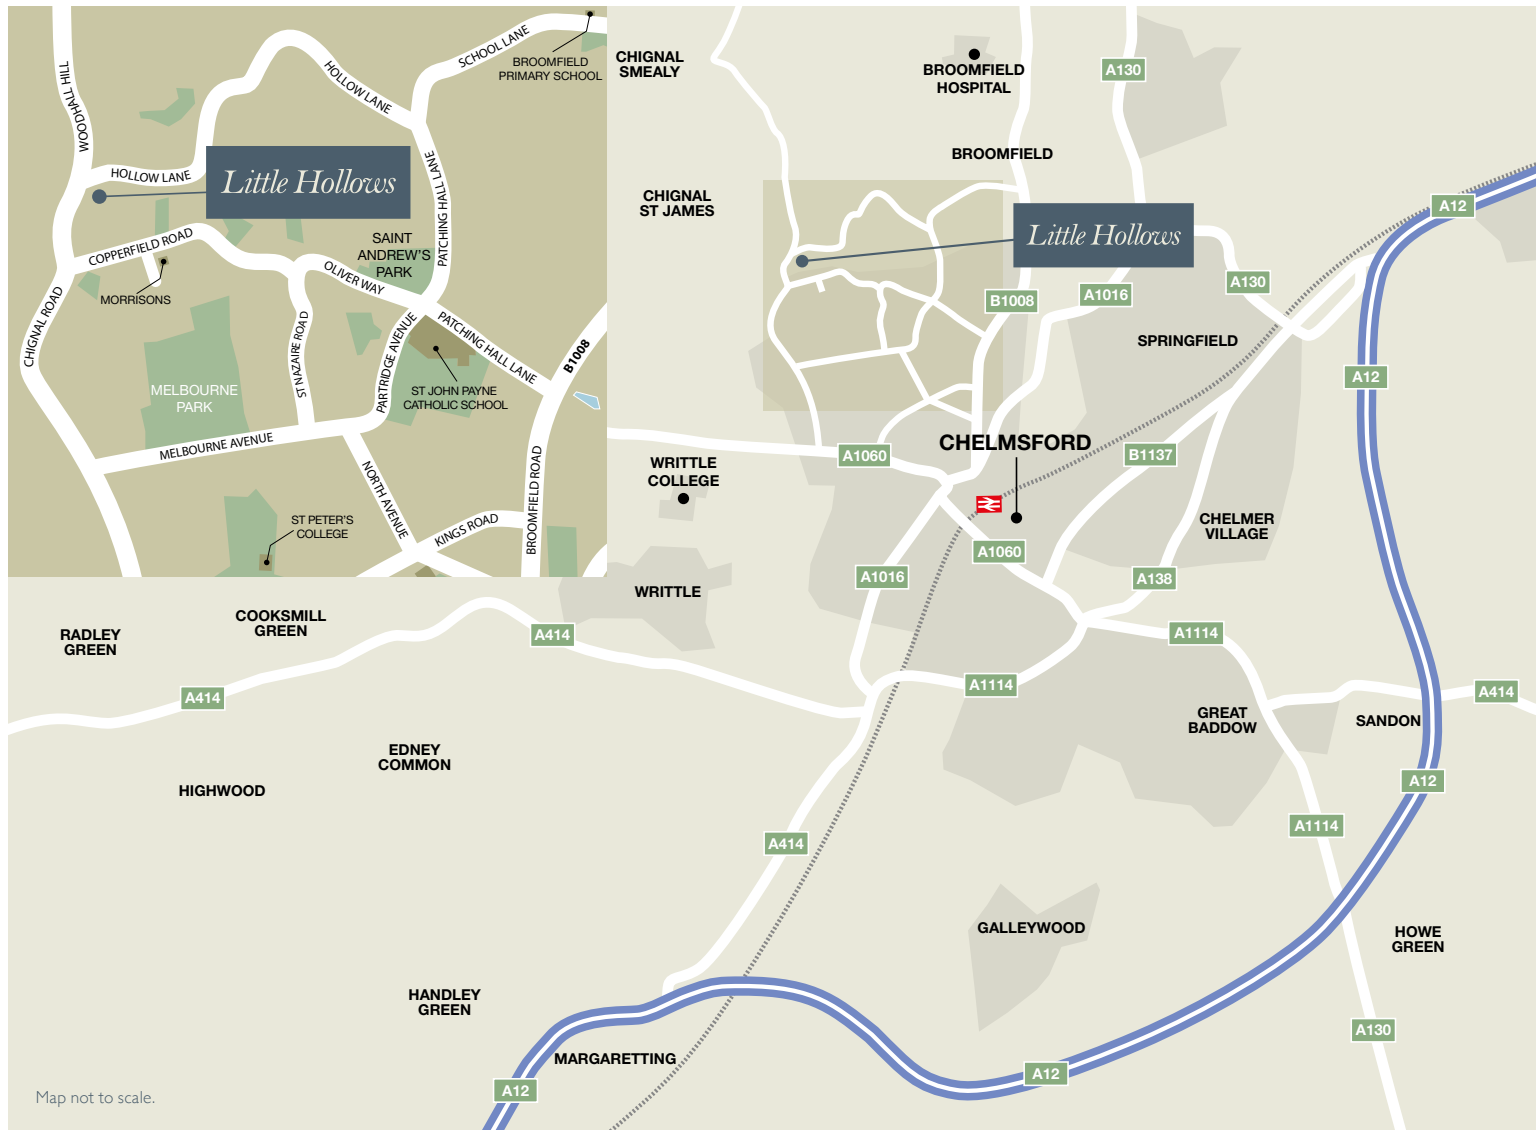 WOODHALL HILL
HOLLOW LANE
SCHOOL LANE
BROOMFIELD
PRIMARY SCHOOL
HOLLOW LANE
Little Hollows
PATCHING HALL LANE
COPPERFIELD ROAD
SAINT
ANDREW'S
PARK
OLIVER WAY
MORRISONS
CHIGNAL ROAD
ST NAZAIRE ROAD
PARTRIDGE AVENUE
PATCHING HALL LANE
B1008
MELBOURNE
PARK
ST JOHN PAYNE
CATHOLIC SCHOOL
MELBOURNE AVENUE
NORTH AVENUE
BROOMFIELD ROAD
KINGS ROAD
ST PETER'S
COLLEGE
CHIGNAL
SMEALY
BROOMFIELD
HOSPITAL
A130
BROOMFIELD
CHIGNAL
ST JAMES
A12
Little Hollows
A130
B1008
A1016
SPRINGFIELD
A12
CHELMSFORD
A1060
B1137
WRITTLE
COLLEGE
CHELMER
VILLAGE
A1060
A1016
A138
WRITTLE
COOKSMILL
GREEN
RADLEY
GREEN
A414
A1114
A414
A1114
A414
GREAT
BADDOW
SANDON
EDNEY
COMMON
HIGHWOOD
A12
A1114
A414
GALLEYWOOD
HOWE
GREEN
HANDLEY
GREEN
A130
MARGARETTING
A12
A12
Map not to scale.